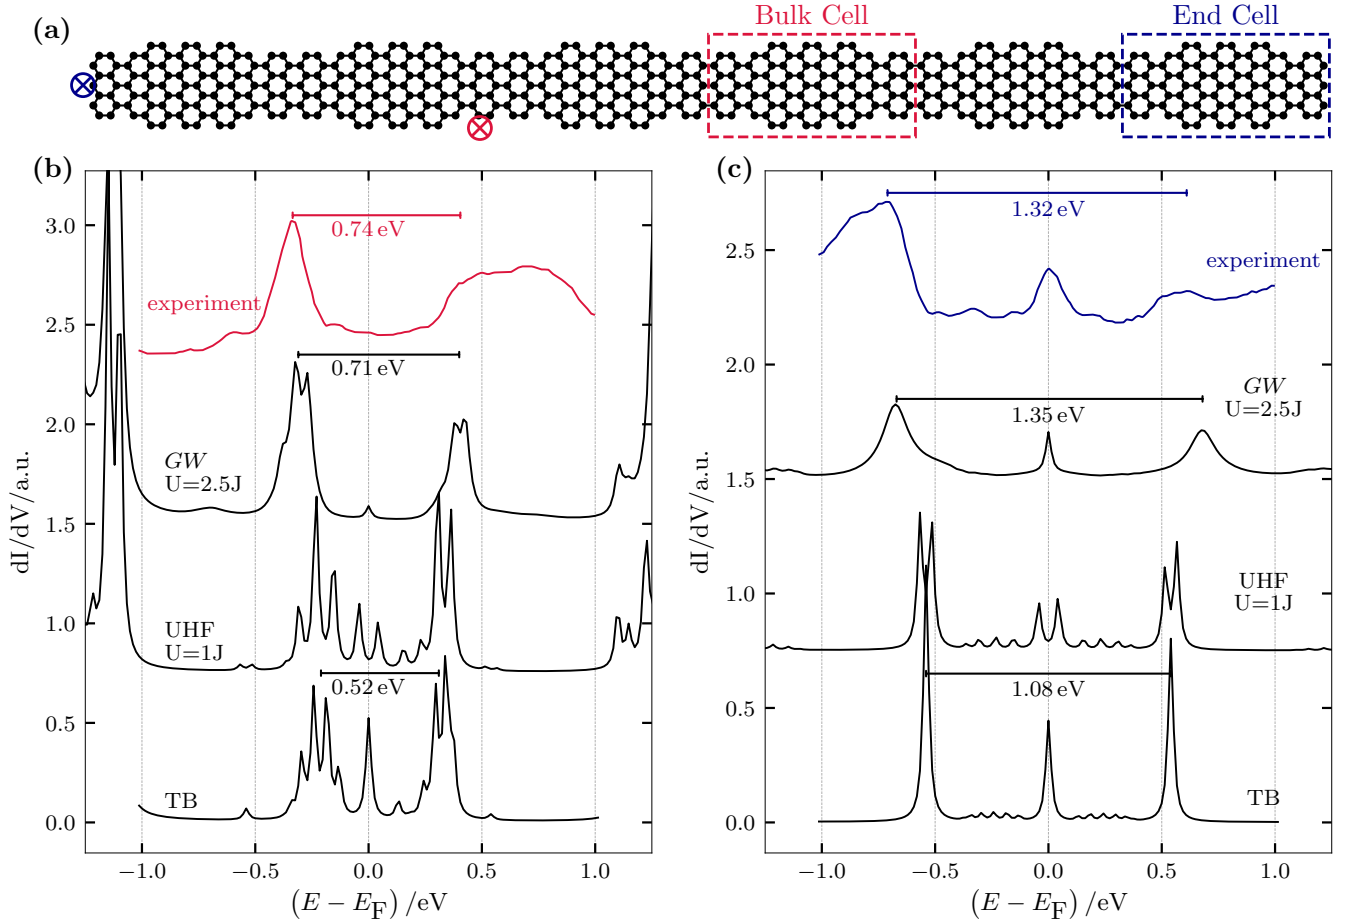 (a)
Bulk Cell
End Cell
(b)
3.0
2.5
2.0
1.5
1.0
0.5
0.0
dI/dV/a.u.
0.74 eV
experiment
0.71 eV
GW
U=2.5J
UHF
U=1J
0.52 eV
TB
−1.0
−0.5
0.0
0.5
1.0
(E − E_F) /eV
(c)
2.5
2.0
1.5
1.0
0.5
0.0
dI/dV/a.u.
1.32 eV
experiment
GW
U=2.5J
1.35 eV
UHF
U=1J
1.08 eV
TB
−1.0
−0.5
0.0
0.5
1.0
(E − E_F) /eV